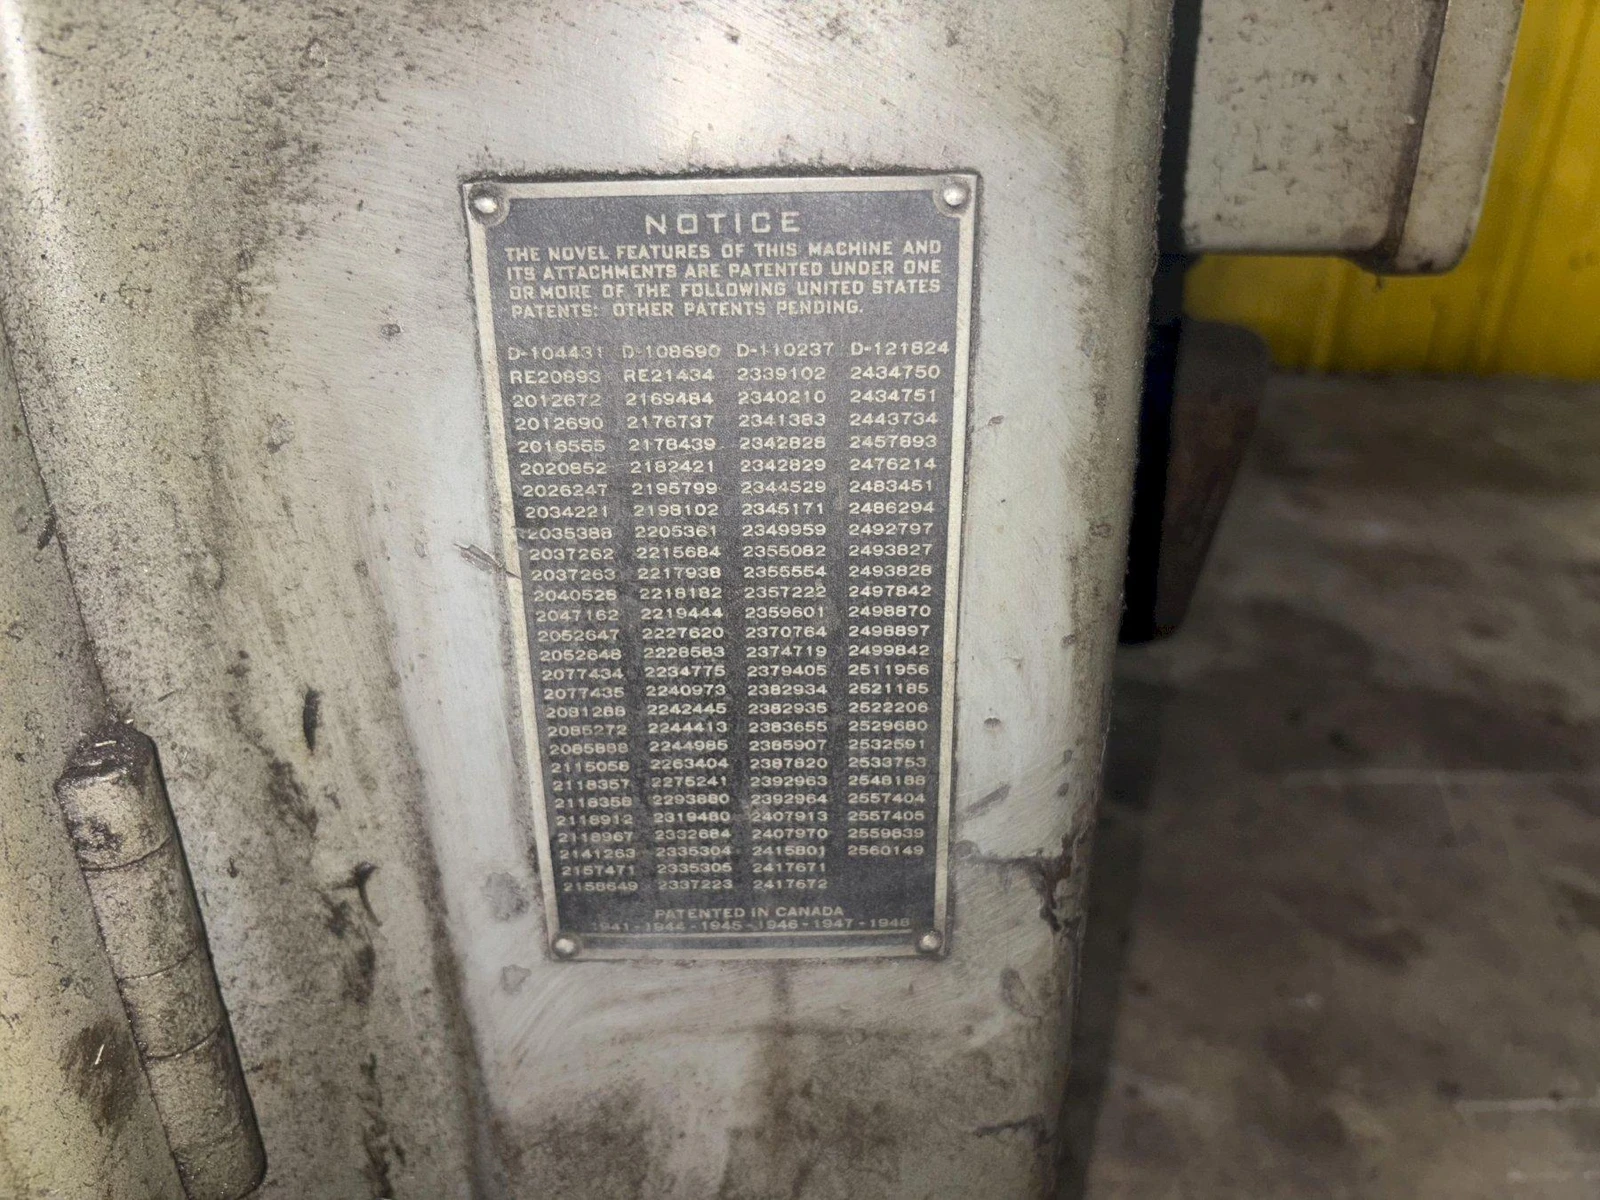 NOTICE
THE NOVEL FEATURES OF THIS MACHINE AND
ITS ATTACHMENTS ARE PATENTED UNDER ONE
OR MORE OF THE FOLLOWING UNITED STATES
PATENTS: OTHER PATENTS PENDING.
D-104431 D-108690 D-110237 D-121824
RE20893 RE21434 2339102 2434750
2012672 2169484 2340210 2434751
2012690 2176737 2341383 2443734
2016555 2178439 2342828 2457893
2020852 2182421 2342829 2476214
2026247 2195799 2344529 2483451
2034221 2198102 2345171 2486294
2035388 2205361 2349959 2492797
2037262 2215684 2355082 2493827
2037263 2217938 2355554 2493828
2040528 2218182 2357222 2497842
2047162 2219444 2359601 2498870
2052647 2227620 2370764 2498897
2052648 2228583 2374719 2499842
2077434 2234775 2379405 2511956
2077435 2240973 2382934 2521185
2081288 2242445 2382935 2522206
2085272 2244413 2383655 2529680
2085888 2244985 2385907 2532591
2115058 2263404 2387820 2533753
2118357 2275241 2392963 2548188
2118358 2293880 2392964 2557404
2118912 2319480 2407913 2557405
2118967 2332684 2407970 2559839
2141263 2335304 2415801 2560149
2157471 2335305 2417671
2158649 2337223 2417672
PATENTED IN CANADA
1941-1944-1945-1946-1947-1948